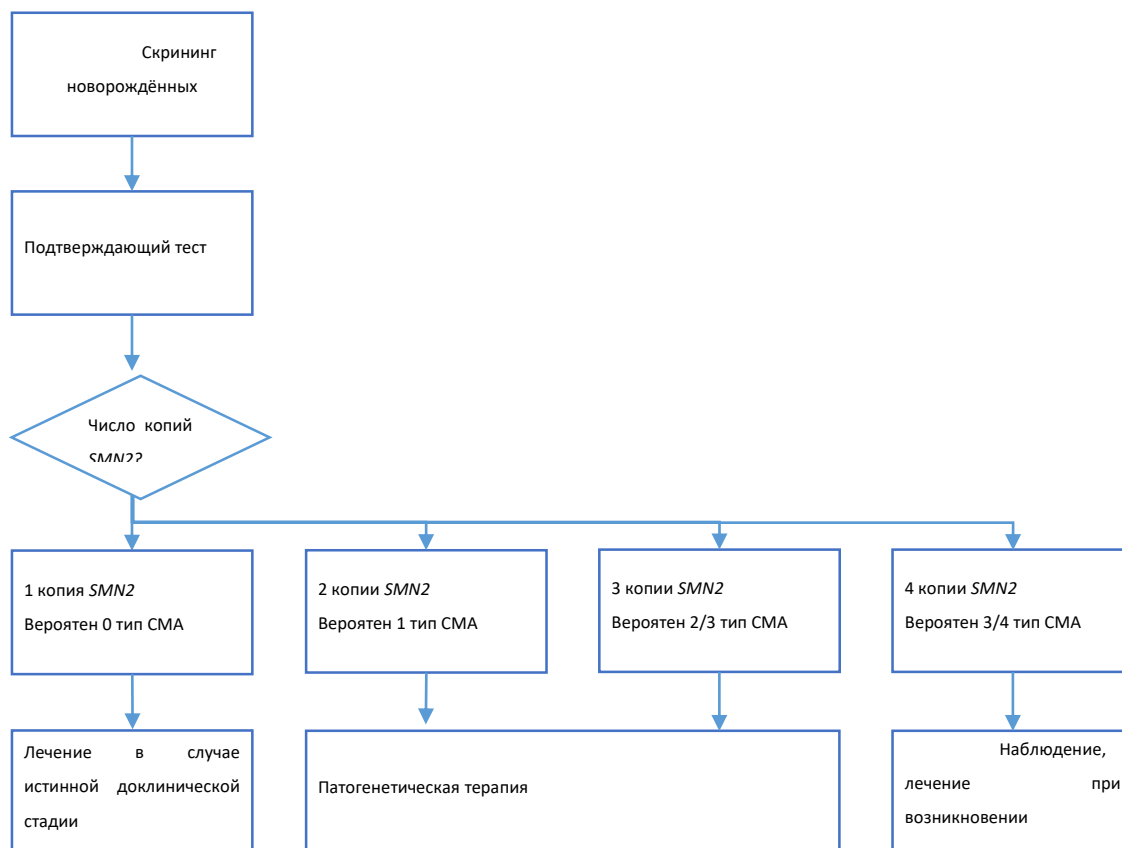 Скрининг
новорождённых
Подтверждающий тест
Число копий
SMN2?
1 копия SMN2
Вероятен 0 тип СМА
2 копии SMN2
Вероятен 1 тип СМА
3 копии SMN2
Вероятен 2/3 тип СМА
4 копии SMN2
Вероятен 3/4 тип СМА
Лечение в случае
истинной доклинической
стадии
Патогенетическая терапия
Наблюдение,
лечение при
возникновении